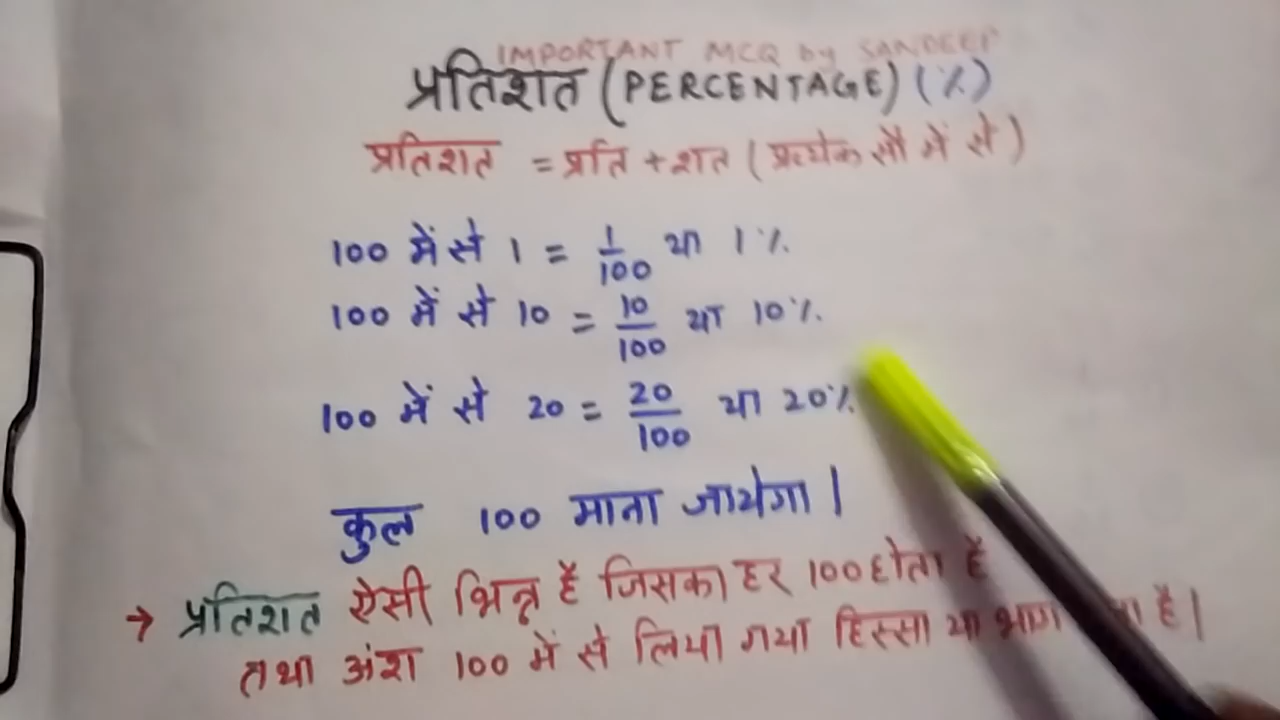 IMPORTANT MCQ by SANDEEP
प्रतिशत (PERCENTAGE) (%)
प्रतिशत = प्रति + शत ( प्रत्येक सौ में से )
100 में से 1 = 1/100 या 1%
100 में से 10 = 10/100 या 10%
100 में से 20 = 20/100 या 20%
कुल 100 माना जायेगा |
→ प्रतिशत ऐसी भिन्न है जिसका हर 100 होता है
तथा अंश 100 में से लिया गया हिस्सा या भाग है |